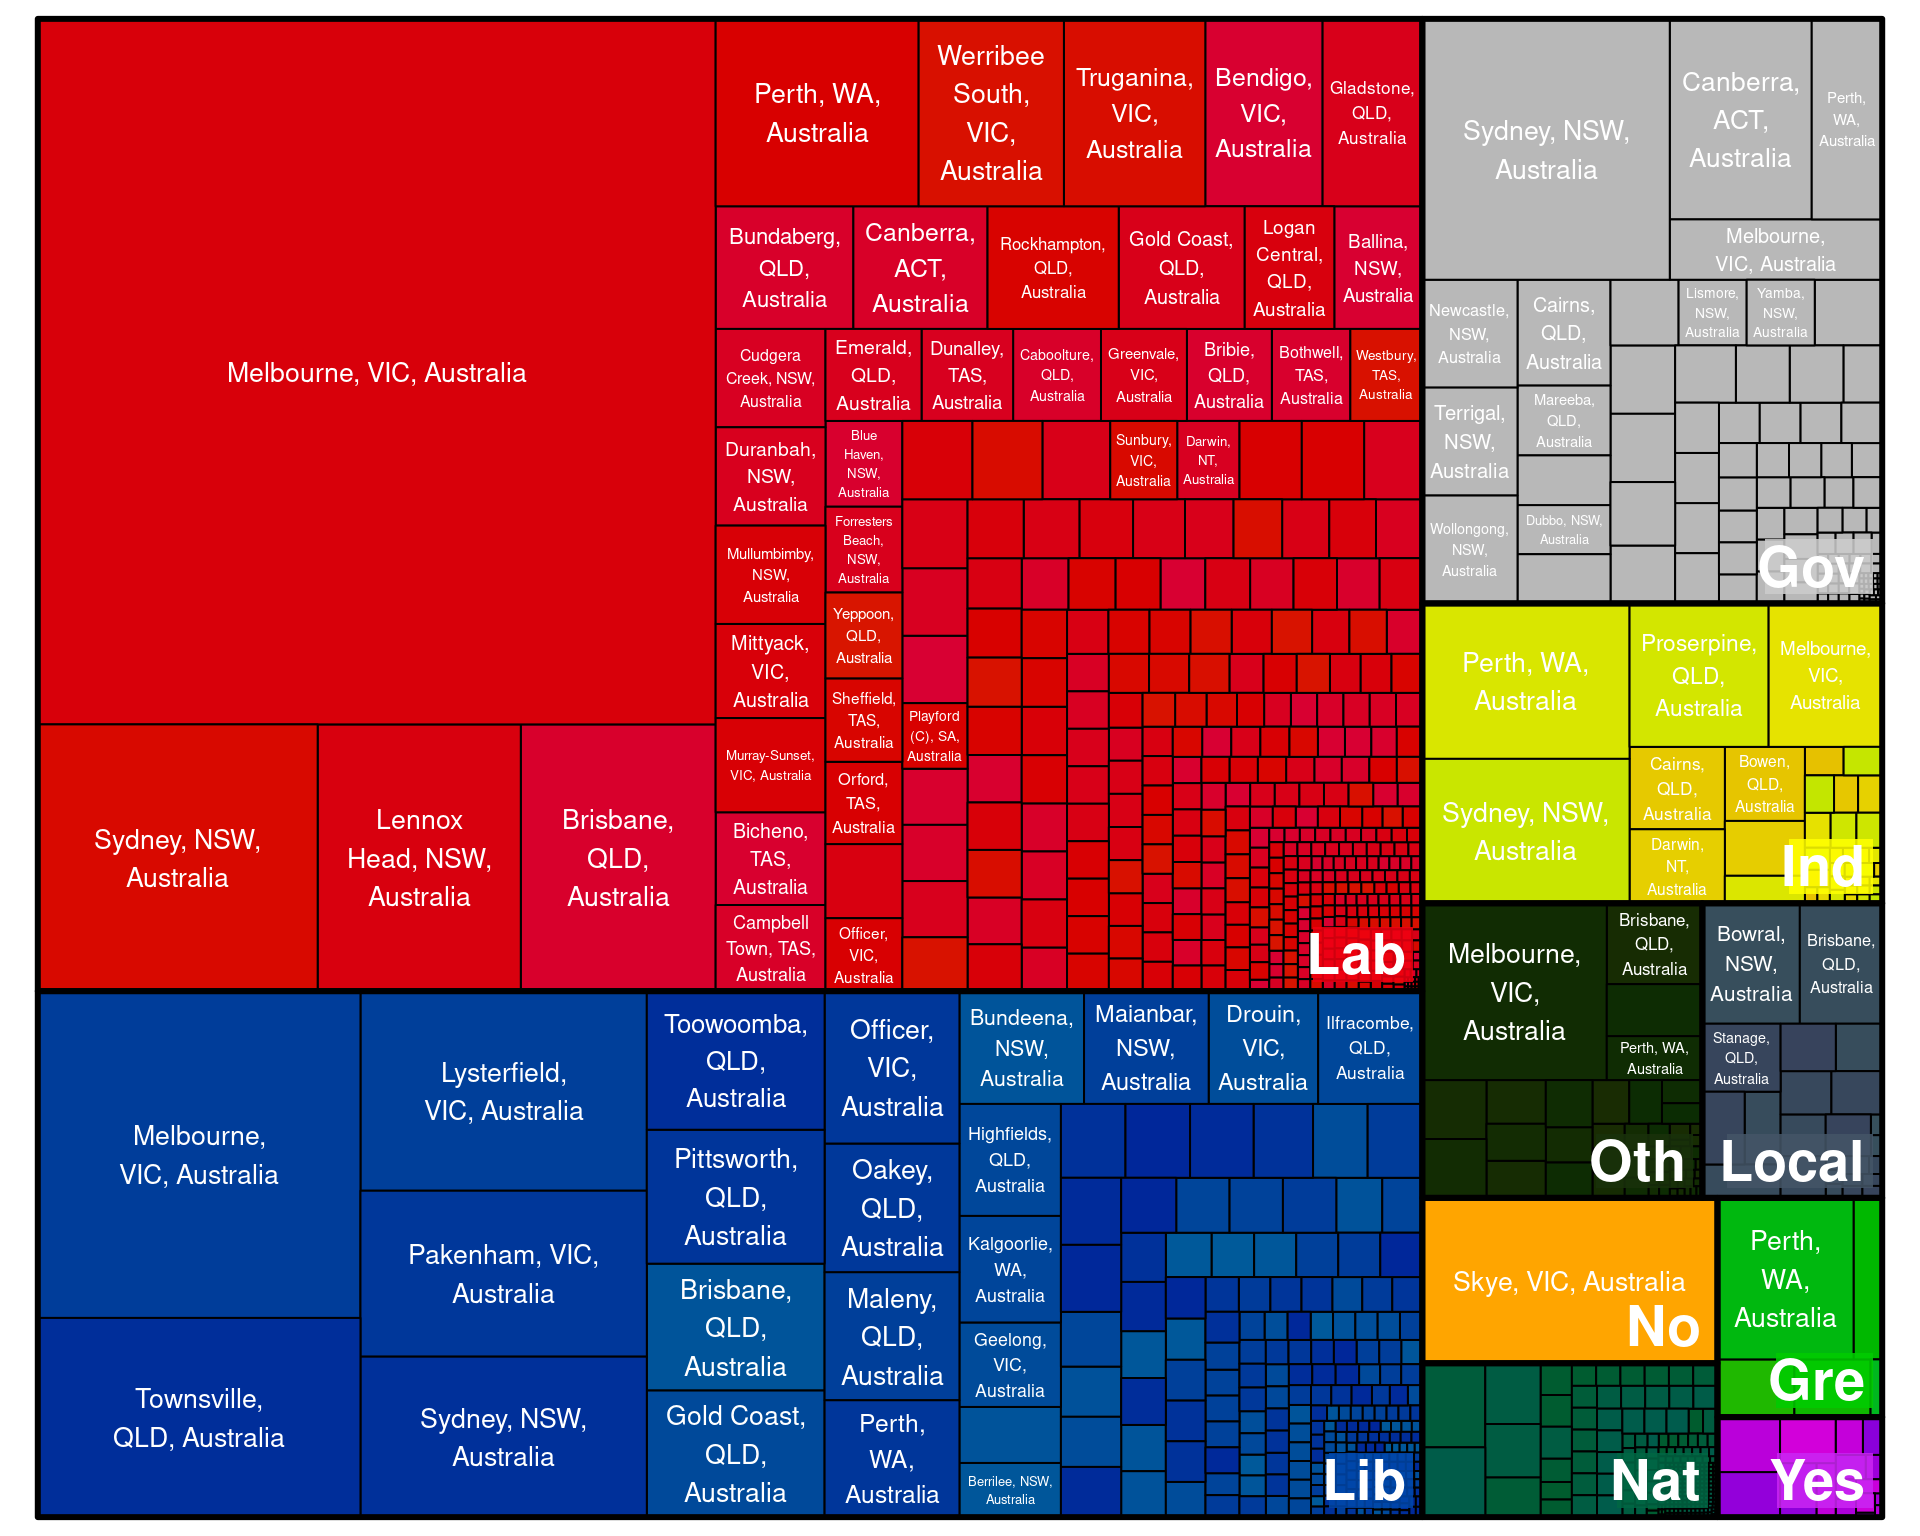 Melbourne, VIC, Australia
Sydney, NSW,
Australia
Lennox
Head, NSW,
Australia
Brisbane,
QLD,
Australia
Perth, WA,
Australia
Werribee
South,
VIC,
Australia
Truganina,
VIC,
Australia
Bendigo,
VIC,
Australia
Gladstone,
QLD,
Australia
Bundaberg,
QLD,
Australia
Canberra,
ACT,
Australia
Rockhampton,
QLD,
Australia
Gold Coast,
QLD,
Australia
Logan
Central,
QLD,
Australia
Ballina,
NSW,
Australia
Cudgera
Creek, NSW,
Australia
Emerald,
QLD,
Australia
Dunalley,
TAS,
Australia
Caboolture,
QLD,
Australia
Greenvale,
VIC,
Australia
Bribie,
QLD,
Australia
Bothwell,
TAS,
Australia
Westbury,
TAS,
Australia
Duranbah,
NSW,
Australia
Blue
Haven,
NSW,
Australia
Sunbury,
VIC,
Australia
Darwin,
NT,
Australia
Mullumbimby,
NSW,
Australia
Forresters
Beach,
NSW,
Australia
Mittyack,
VIC,
Australia
Yeppoon,
QLD,
Australia
Sheffield,
TAS,
Australia
Playford
(C), SA,
Australia
Murray-Sunset,
VIC, Australia
Orford,
TAS,
Australia
Bicheno,
TAS,
Australia
Campbell
Town, TAS,
Australia
Officer,
VIC,
Australia
Lab
Melbourne,
VIC, Australia
Townsville,
QLD, Australia
Lysterfield,
VIC, Australia
Pakenham, VIC,
Australia
Sydney, NSW,
Australia
Toowoomba,
QLD,
Australia
Pittsworth,
QLD,
Australia
Brisbane,
QLD,
Australia
Gold Coast,
QLD,
Australia
Officer,
VIC,
Australia
Oakey,
QLD,
Australia
Maleny,
QLD,
Australia
Perth,
WA,
Australia
Bundeena,
NSW,
Australia
Maianbar,
NSW,
Australia
Drouin,
VIC,
Australia
Ilfracombe,
QLD,
Australia
Highfields,
QLD,
Australia
Kalgoorlie,
WA,
Australia
Geelong,
VIC,
Australia
Berrilee, NSW,
Australia
Lib
Sydney, NSW,
Australia
Canberra,
ACT,
Australia
Perth,
WA,
Australia
Melbourne,
VIC, Australia
Newcastle,
NSW,
Australia
Cairns,
QLD,
Australia
Lismore,
NSW,
Australia
Yamba,
NSW,
Australia
Terrigal,
NSW,
Australia
Mareeba,
QLD,
Australia
Wollongong,
NSW,
Australia
Dubbo, NSW,
Australia
Gov
Perth, WA,
Australia
Proserpine,
QLD,
Australia
Melbourne,
VIC,
Australia
Sydney, NSW,
Australia
Cairns,
QLD,
Australia
Bowen,
QLD,
Australia
Darwin,
NT,
Australia
Ind
Melbourne,
VIC,
Australia
Brisbane,
QLD,
Australia
Perth, WA,
Australia
Oth
Bowral,
NSW,
Australia
Brisbane,
QLD,
Australia
Stanage,
QLD,
Australia
Local
Skye, VIC, Australia
No
Perth,
WA,
Australia
Gre
Nat
Yes